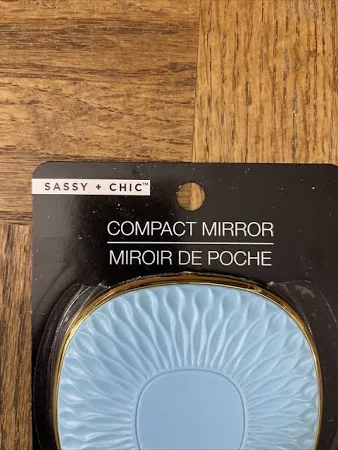 SASSY + CHIC™
COMPACT MIRROR
MIROIR DE POCHE